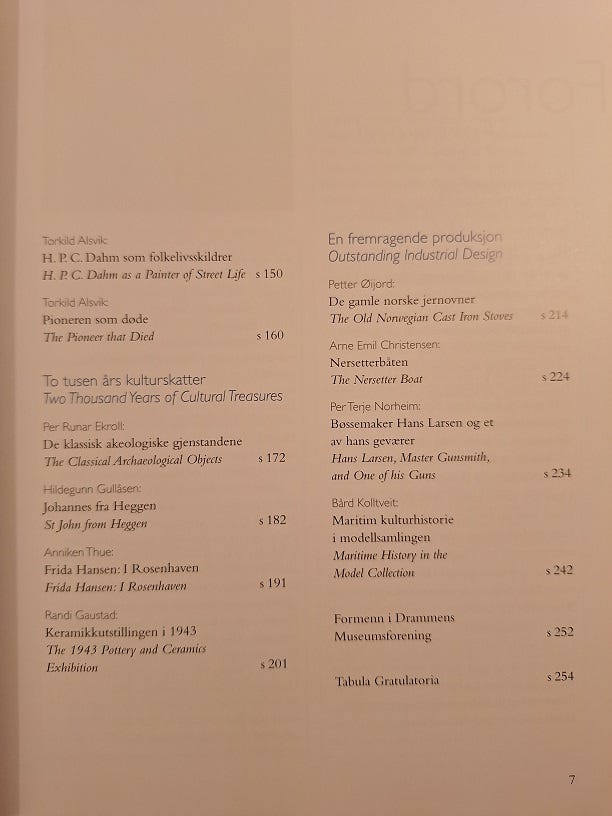 Torkild Alsvik:
H. P. C. Dahm som folkelivsskildrer
H. P. C. Dahm as a Painter of Street Life s 150
Torkild Alsvik:
Pioneren som døde
The Pioneer that Died s 160
To tusen års kulturskatter
Two Thousand Years of Cultural Treasures
Per Runar Ekroll:
De klassisk akeologiske gjenstandene
The Classical Archaeological Objects s 172
Hildegunn Gullåsen:
Johannes fra Heggen
St John from Heggen s 182
Anniken Thue:
Frida Hansen: I Rosenhaven
Frida Hansen: I Rosenhaven s 191
Randi Gaustad:
Keramikkutstillingen i 1943
The 1943 Pottery and Ceramics
Exhibition s 201
En fremragende produksjon
Outstanding Industrial Design
Petter Øijord:
De gamle norske jernovner
The Old Norwegian Cast Iron Stoves s 214
Arne Emil Christensen:
Nersetterbåten
The Nersetter Boat s 224
Per Terje Norheim:
Bøssemaker Hans Larsen og et
av hans geværer
Hans Larsen, Master Gunsmith,
and One of his Guns s 234
Bård Kolltveit:
Maritim kulturhistorie
i modellsamlingen
Maritime History in the
Model Collection s 242
Formenn i Drammens
Museumsforening s 252
Tabula Gratulatoria s 254
7